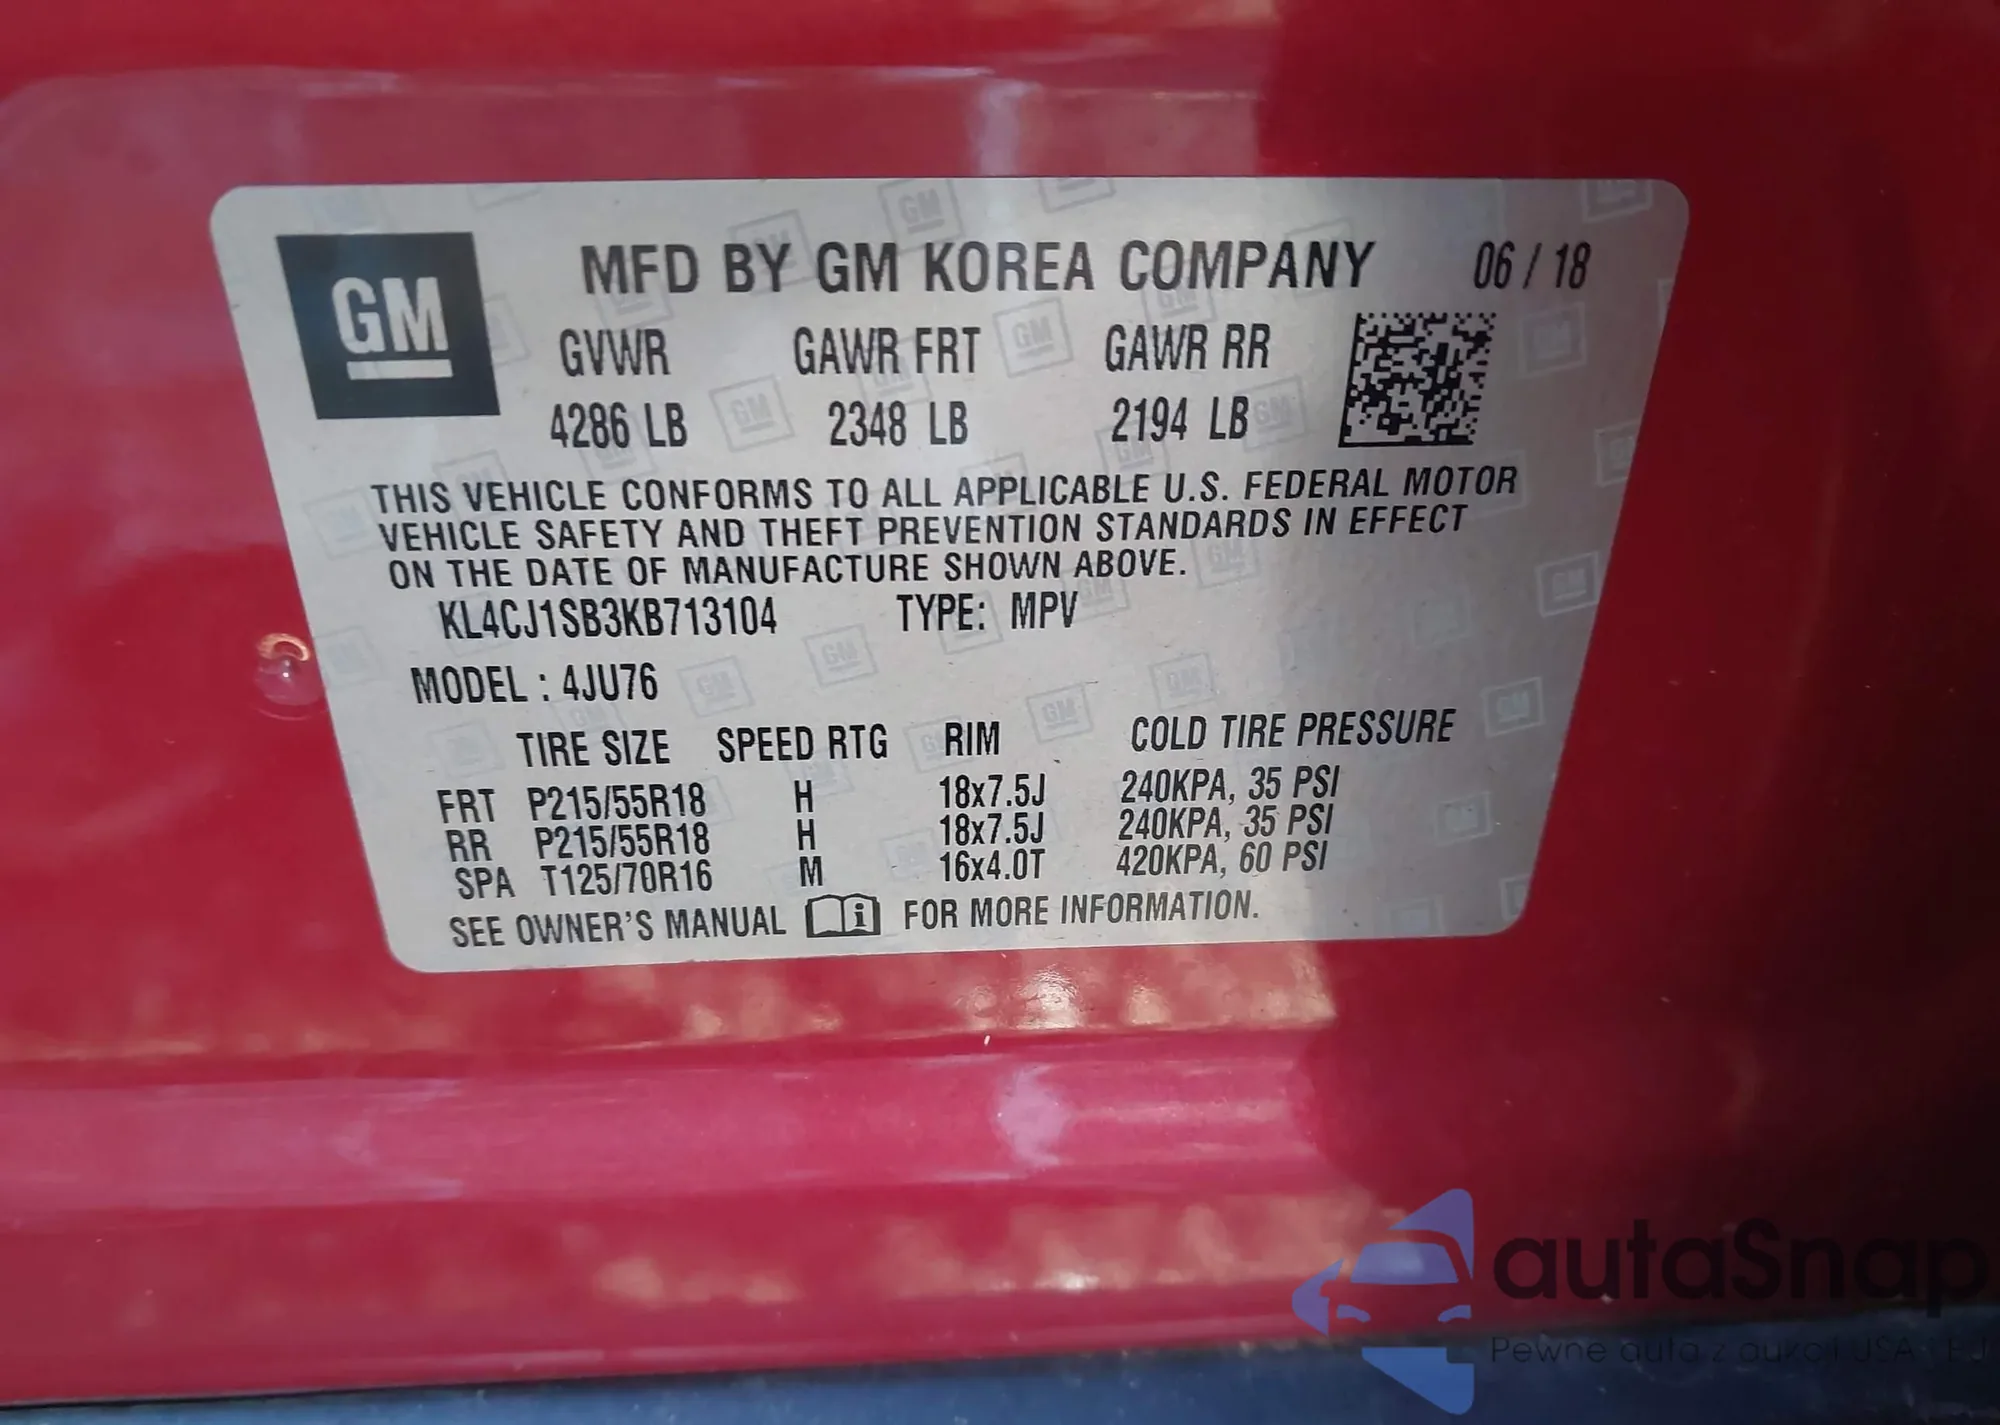 GM
MFD BY GM KOREA COMPANY 06 / 18
GVWR GAWR FRT GAWR RR
4286 LB 2348 LB 2194 LB
THIS VEHICLE CONFORMS TO ALL APPLICABLE U.S. FEDERAL MOTOR
VEHICLE SAFETY AND THEFT PREVENTION STANDARDS IN EFFECT
ON THE DATE OF MANUFACTURE SHOWN ABOVE.
KL4CJ1SB3KB713104 TYPE: MPV
MODEL : 4JU76
TIRE SIZE SPEED RTG RIM COLD TIRE PRESSURE
FRT P215/55R18 H 18x7.5J 240KPA, 35 PSI
RR P215/55R18 H 18x7.5J 240KPA, 35 PSI
SPA T125/70R16 M 16x4.0T 420KPA, 60 PSI
SEE OWNER'S MANUAL i FOR MORE INFORMATION.
autaSnap
Pewne auta z aukcji USA